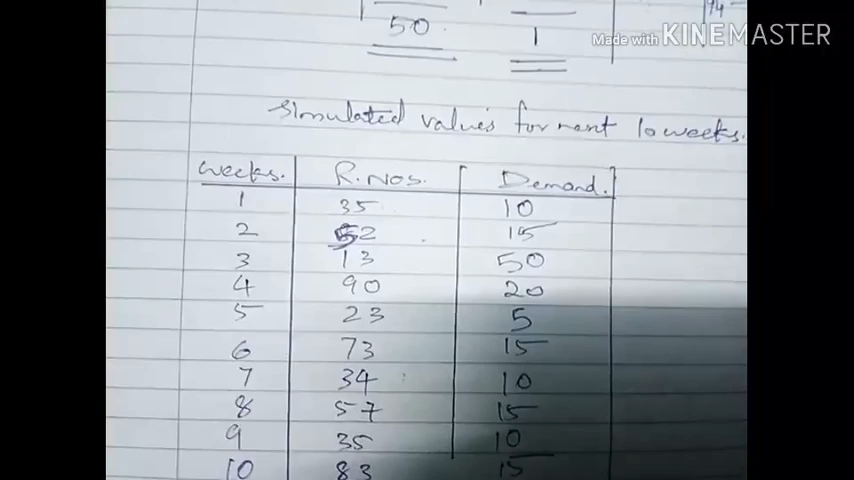 50
1
94
Made with KINEMASTER
Simulated values for next 10 weeks.
weeks. R.Nos. Demand.
1 35 10
2 52 15
3 13 50
4 90 20
5 23 5
6 73 15
7 34 10
8 57 15
9 35 10
10 83 15